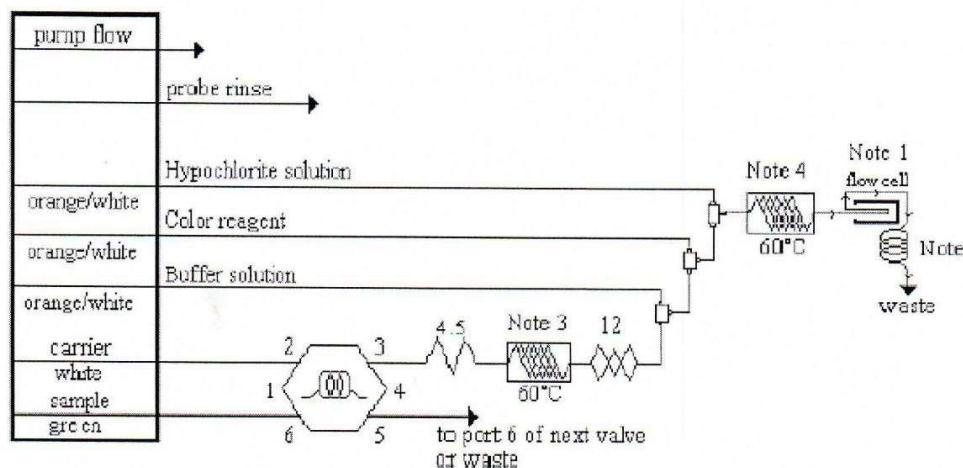 pump flow
probe rinse
Hypochlorite solution
orange/white
Color reagent
orange/white
Buffer solution
orange/white
carrier
white
sample
green
2
3
1
4
6
5
4.5
Note 3
60°C
12
to port 6 of next valve
or waste
Note 4
60°C
Note 1
flow cell
Note
waste